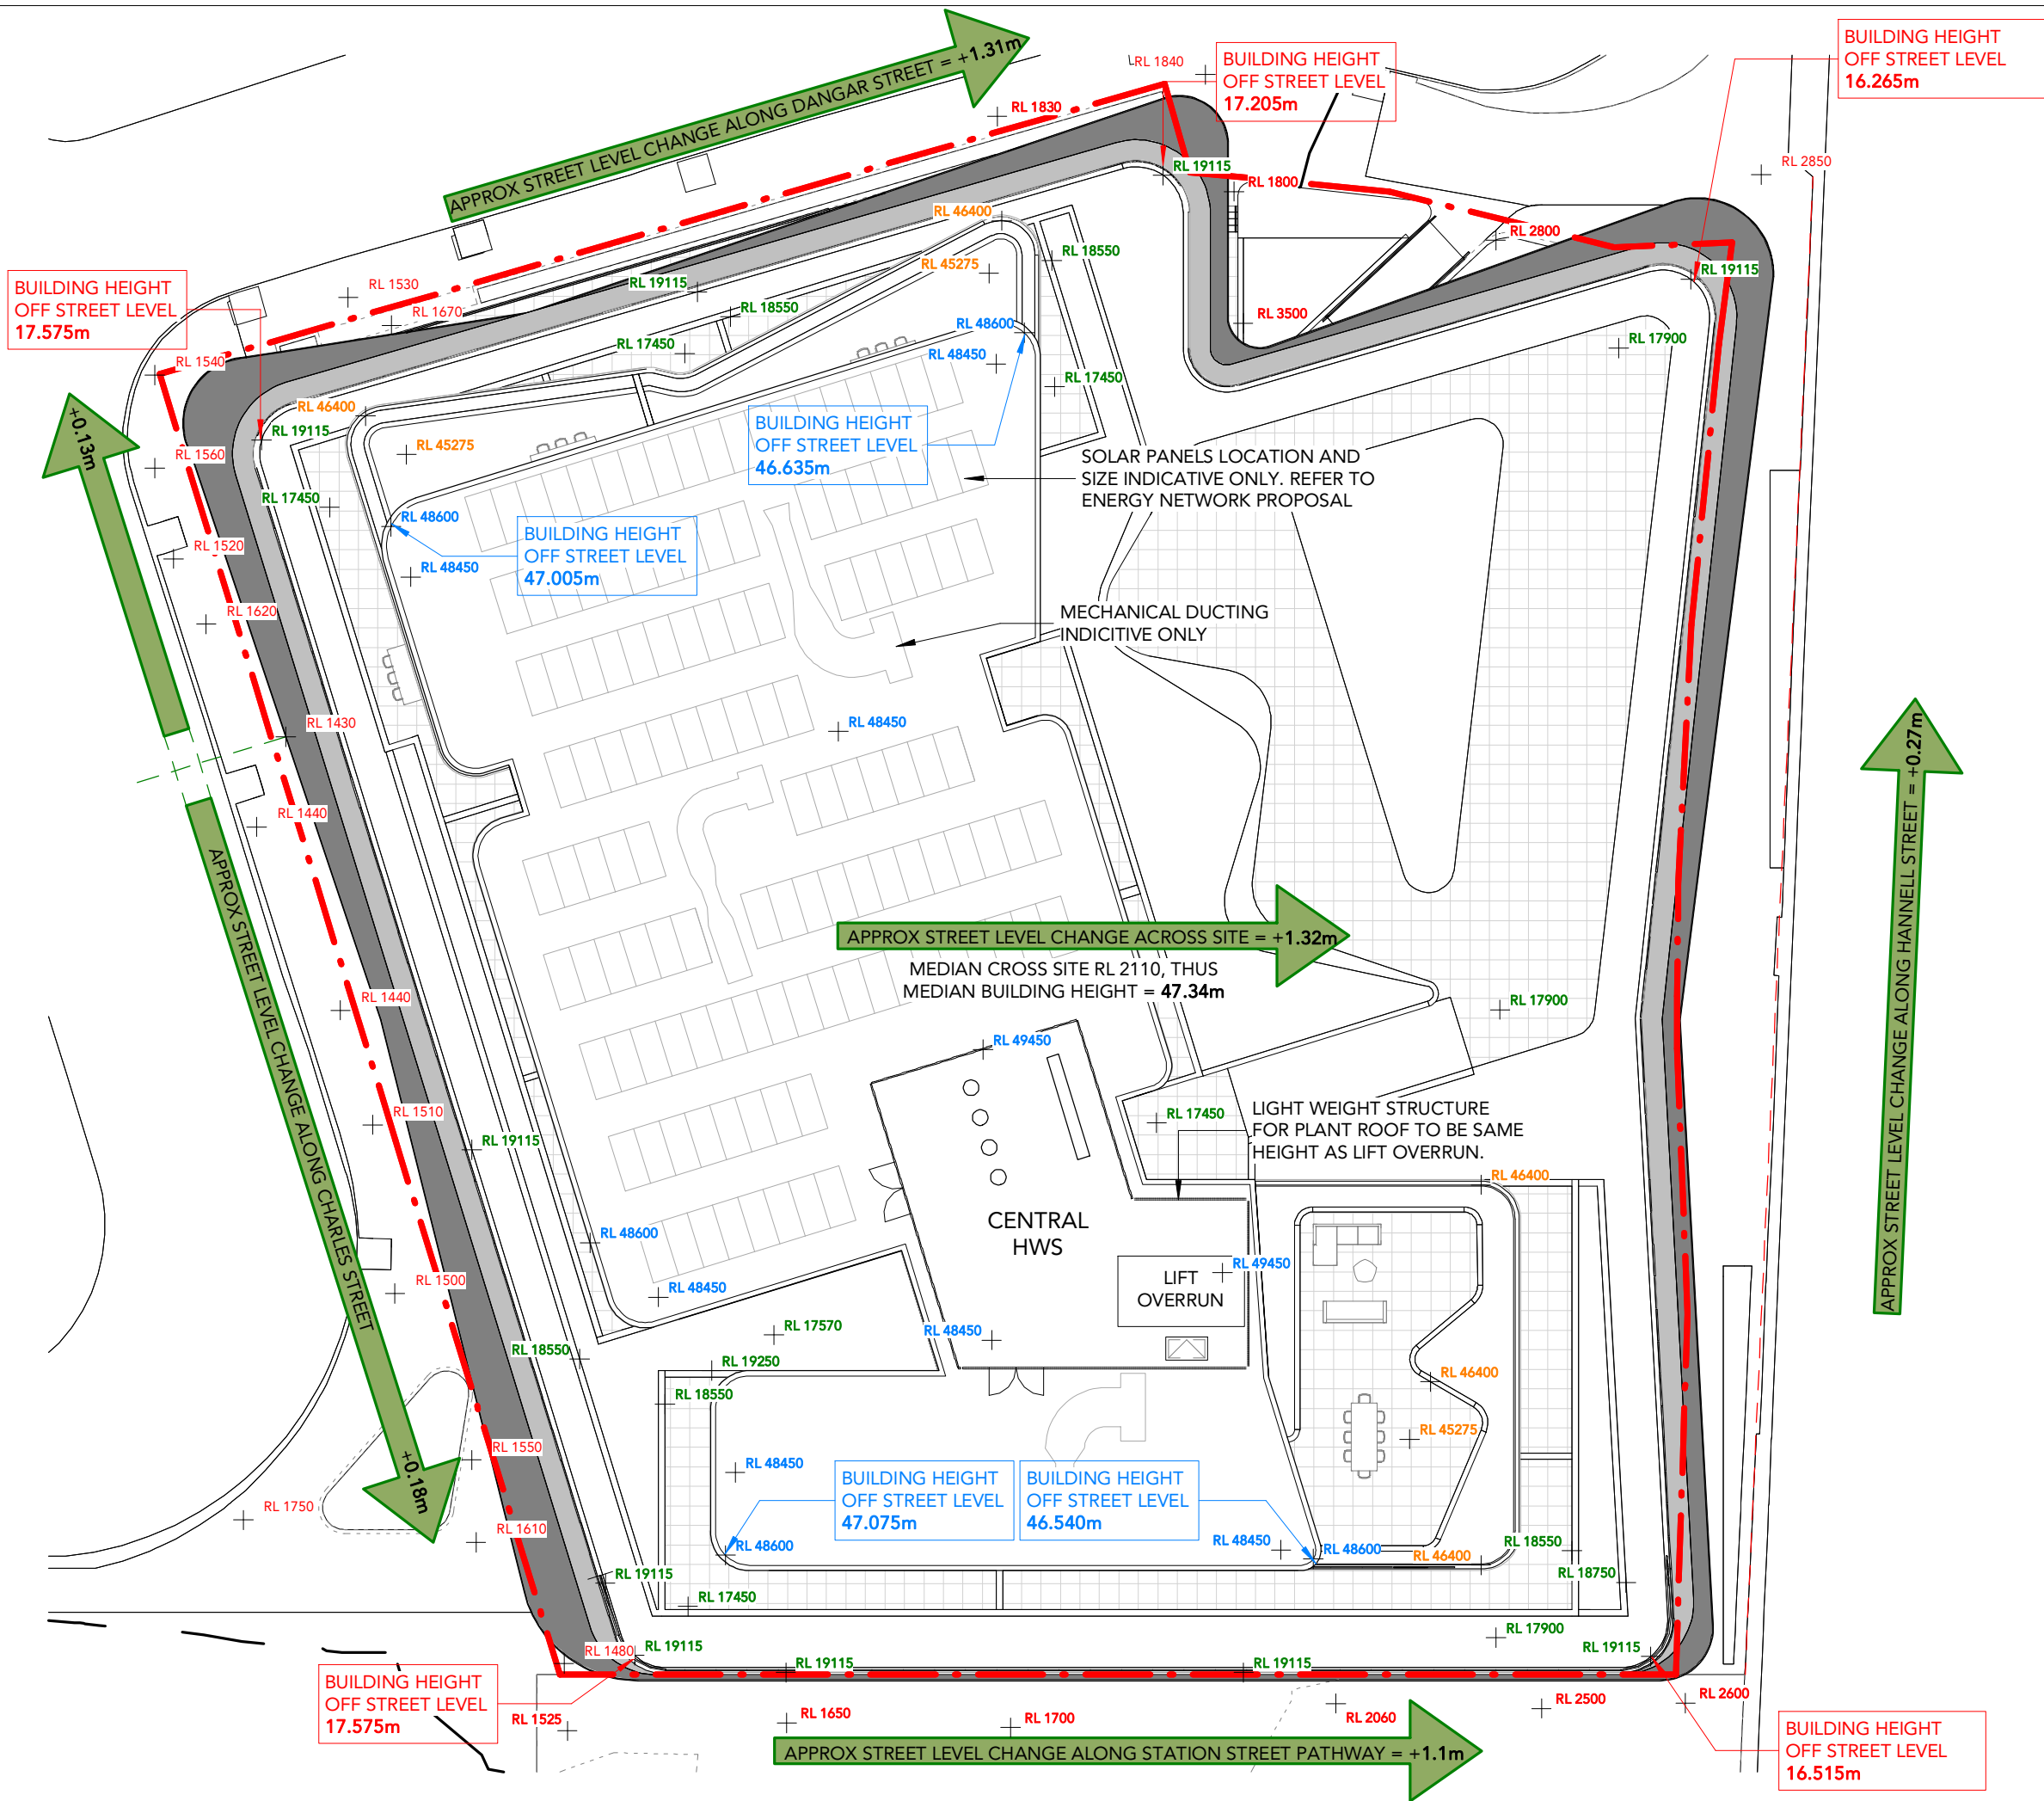 BUILDING HEIGHT
OFF STREET LEVEL
16.265m
APPROX STREET LEVEL CHANGE ALONG DANGAR STREET = +1.31m
RL 1840
BUILDING HEIGHT
OFF STREET LEVEL
17.205m
RL 1830
RL 2850
RL 19115
RL 1800
RL 46400
RL 2800
RL 18550
RL 45275
RL 19115
RL 19115
RL 1530
BUILDING HEIGHT
OFF STREET LEVEL
17.575m
RL 1670
RL 18550
RL 3500
RL 48600
RL 17450
RL 48450
RL 17900
RL 1540
RL 17450
RL 46400
BUILDING HEIGHT
OFF STREET LEVEL
46.635m
RL 19115
+0.13m
RL 45275
RL 1560
SOLAR PANELS LOCATION AND
SIZE INDICATIVE ONLY. REFER TO
ENERGY NETWORK PROPOSAL
RL 17450
RL 48600
BUILDING HEIGHT
OFF STREET LEVEL
47.005m
RL 1520
RL 48450
RL 1620
MECHANICAL DUCTING
INDICITIVE ONLY
RL 1430
RL 48450
RL 1440
APPROX STREET LEVEL CHANGE ALONG HANNELL STREET = +0.27m
APPROX STREET LEVEL CHANGE ACROSS SITE = +1.32m
MEDIAN CROSS SITE RL 2110, THUS
MEDIAN BUILDING HEIGHT = 47.34m
RL 1440
RL 17900
RL 49450
APPROX STREET LEVEL CHANGE ALONG CHARLES STREET
+0.18m
RL 1510
RL 17450
LIGHT WEIGHT STRUCTURE
FOR PLANT ROOF TO BE SAME
HEIGHT AS LIFT OVERRUN.
RL 19115
RL 46400
CENTRAL
HWS
RL 48600
RL 49450
RL 1500
RL 48450
LIFT
OVERRUN
RL 17570
RL 48450
RL 18550
RL 19250
RL 46400
RL 18550
RL 45275
RL 1550
RL 48450
BUILDING HEIGHT
OFF STREET LEVEL
47.075m
BUILDING HEIGHT
OFF STREET LEVEL
46.540m
RL 1750
RL 1610
RL 48600
RL 48450
RL 48600
RL 46400
RL 18550
RL 18750
RL 19115
RL 17450
RL 17900
RL 1480
RL 19115
RL 19115
RL 19115
RL 19115
BUILDING HEIGHT
OFF STREET LEVEL
17.575m
RL 1525
RL 1650
RL 1700
RL 2060
RL 2500
RL 2600
APPROX STREET LEVEL CHANGE ALONG STATION STREET PATHWAY = +1.1m
BUILDING HEIGHT
OFF STREET LEVEL
16.515m